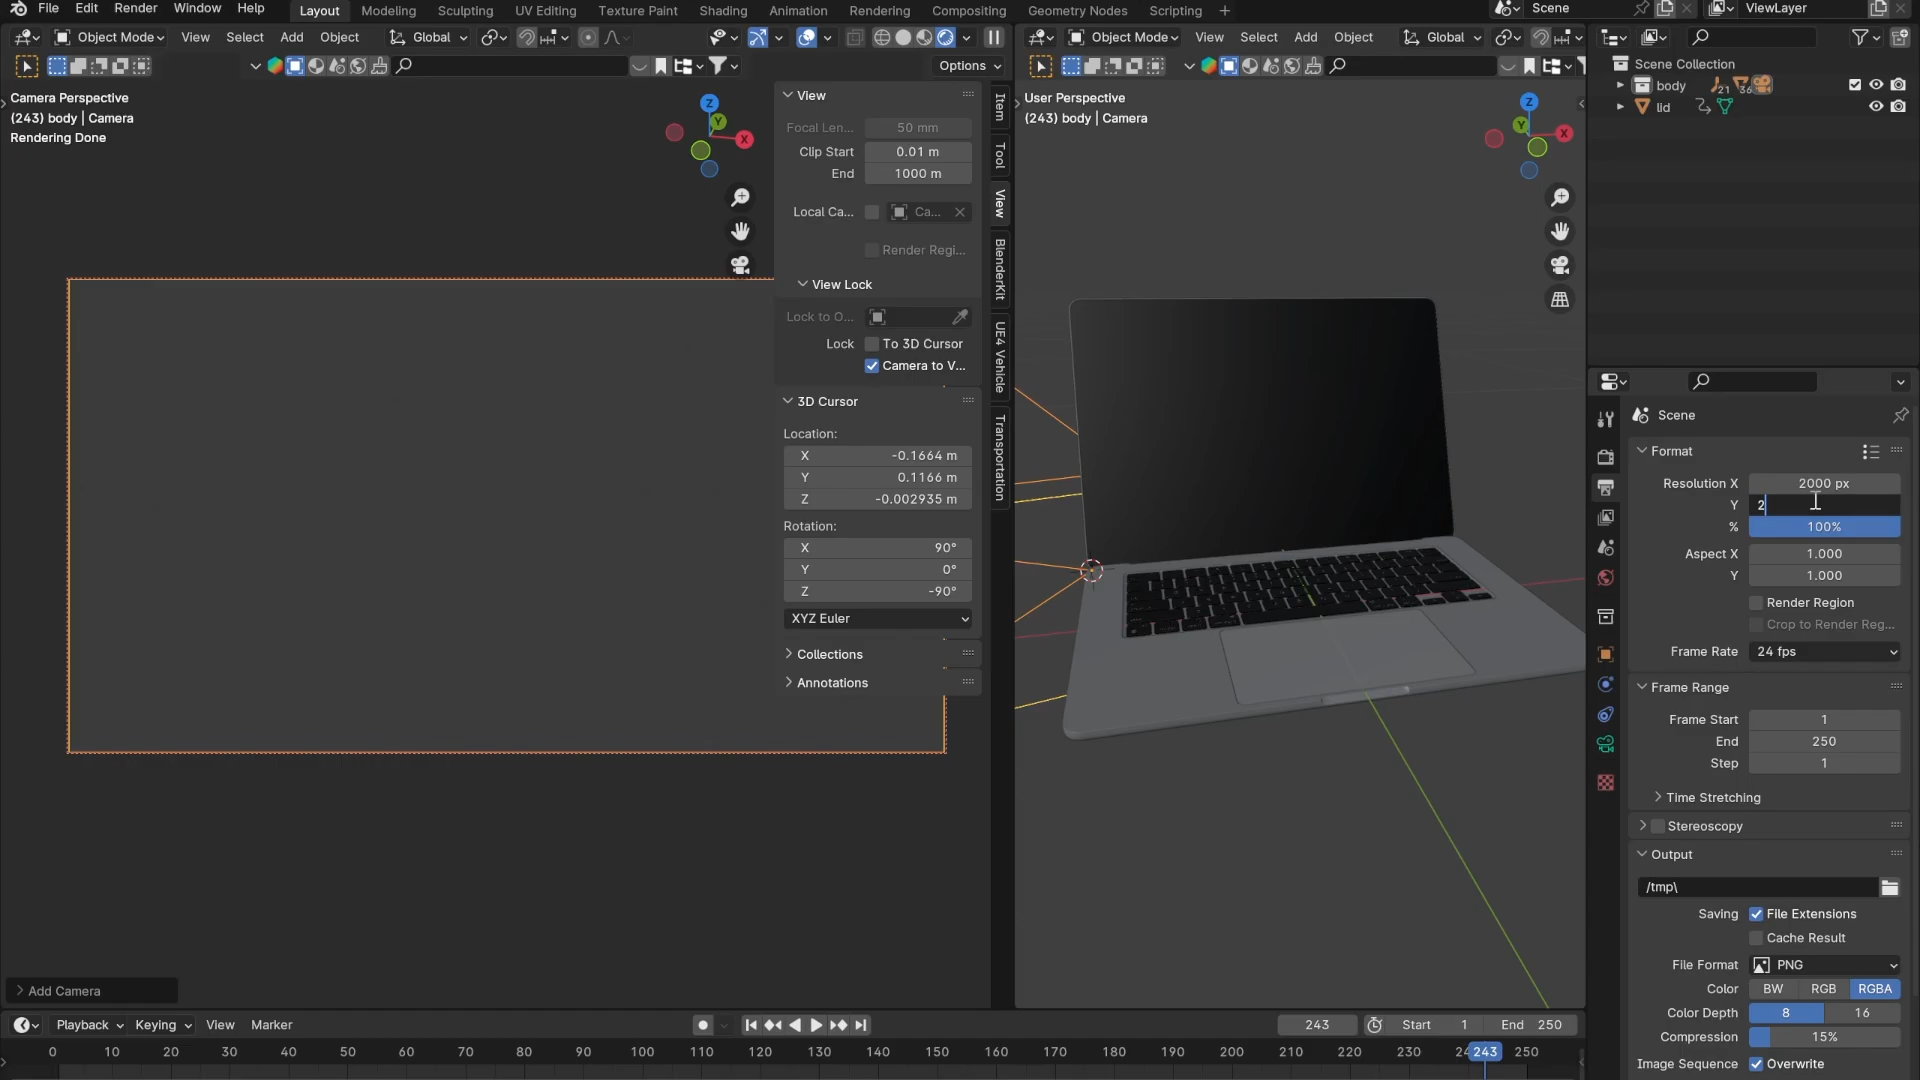 File Edit Render Window Help Layout Modeling Sculpting UV Editing Texture Paint Shading Animation Rendering Compositing Geometry Nodes Scripting + Scene ViewLayer
Object Mode View Select Add Object Global
Object Mode View Select Add Object Global
Options
Camera Perspective
(243) body | Camera
Rendering Done
Z
Y
X
View
Focal Len... 50 mm
Clip Start 0.01 m
End 1000 m
Local Ca... Ca...
Render Regi...
View Lock
Lock to O...
Lock To 3D Cursor
Camera to V...
3D Cursor
Location:
X -0.1664 m
Y 0.1166 m
Z -0.002935 m
Rotation:
X 90°
Y 0°
Z -90°
XYZ Euler
Collections
Annotations
Item
Tool
View
BlenderKit
UE4 Vehicle
Transportation
Add Camera
User Perspective
(243) body | Camera
Z
Y
X
Scene Collection
body 21 36
lid
Scene
Format
Resolution X 2000 px
Y 2
% 100%
Aspect X 1.000
Y 1.000
Render Region
Crop to Render Reg...
Frame Rate 24 fps
Frame Range
Frame Start 1
End 250
Step 1
Time Stretching
Stereoscopy
Output
/tmp\
Saving File Extensions
Cache Result
File Format PNG
Color BW RGB RGBA
Color Depth 8 16
Compression 15%
Image Sequence Overwrite
Playback Keying View Marker 243 Start 1 End 250
0 10 20 30 40 50 60 70 80 90 100 110 120 130 140 150 160 170 180 190 200 210 220 230 243 250